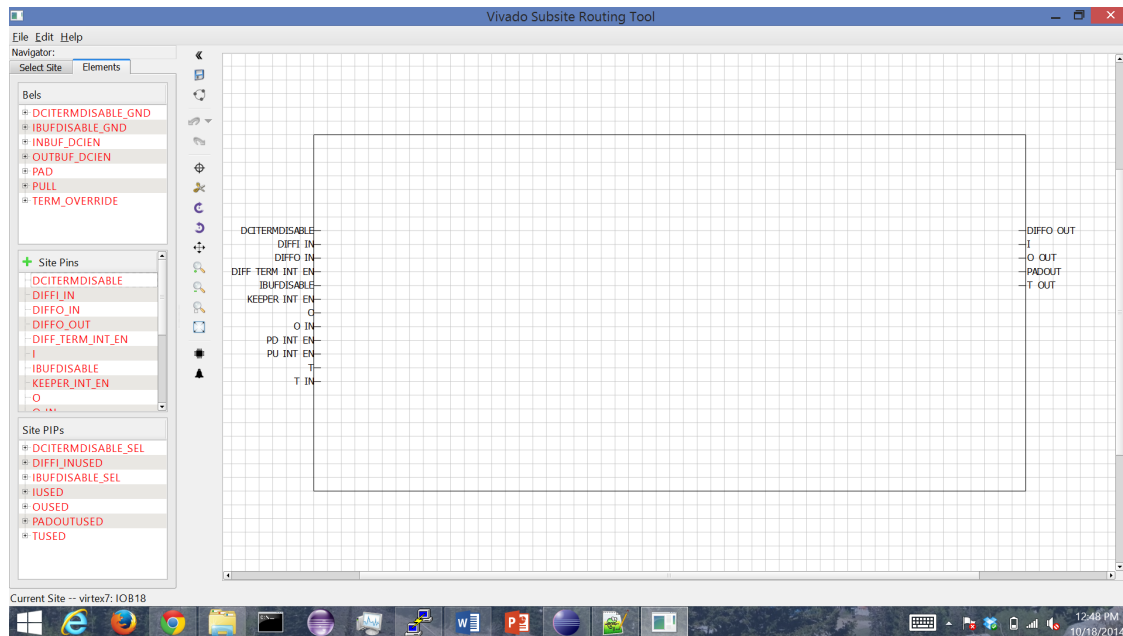 Vivado Subsite Routing Tool
File Edit Help
Navigator:
Select Site Elements
Bels
DCITERMDISABLE_GND
IBUFDISABLE_GND
INBUF_DCIEN
OUTBUF_DCIEN
PAD
PULL
TERM_OVERRIDE
Site Pins
DCITERMDISABLE
DIFFI_IN
DIFFO_IN
DIFFO_OUT
DIFF_TERM_INT_EN
I
IBUFDISABLE
KEEPER_INT_EN
O
O_IN
Site PIPs
DCITERMDISABLE_SEL
DIFFI_INUSED
IBUFDISABLE_SEL
IUSED
OUSED
PADOUTUSED
TUSED
DCITERMDISABLE
DIFFI IN
DIFFO IN
DIFF TERM INT EN
IBUFDISABLE
KEEPER INT EN
O
O IN
PD INT EN
PU INT EN
T
T IN
DIFFO OUT
I
O OUT
PADOUT
T OUT
Current Site -- virtex7: IOB18
12:48 PM
10/18/2014